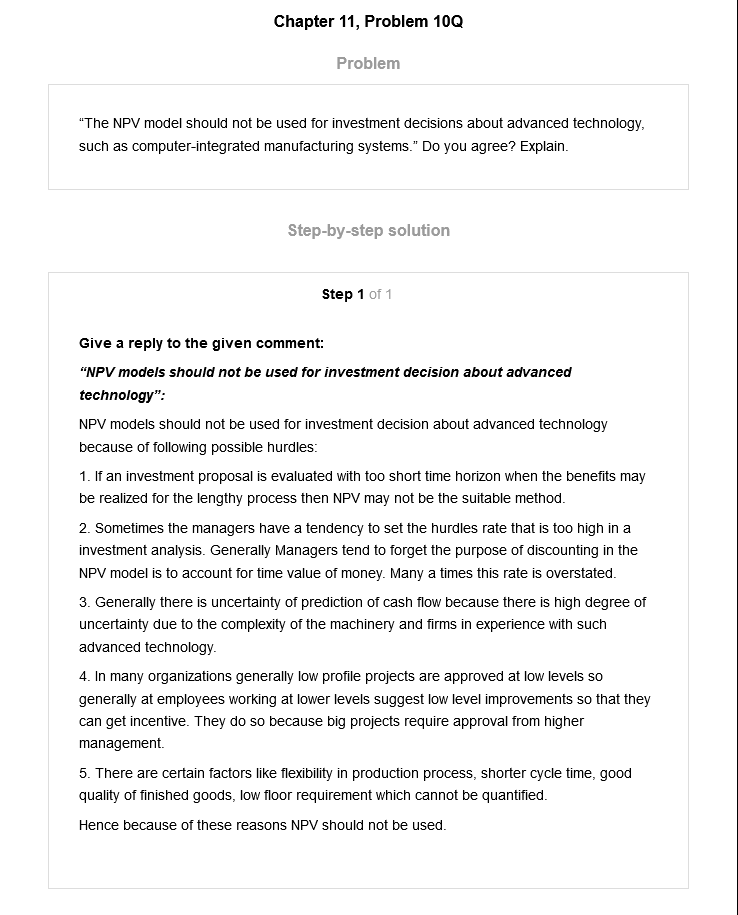 Chapter 11, Problem 10Q
Problem
“The NPV model should not be used for investment decisions about advanced technology,
such as computer-integrated manufacturing systems.” Do you agree? Explain.
Step-by-step solution
Step 1 of 1
Give a reply to the given comment:
“NPV models should not be used for investment decision about advanced
technology”:
NPV models should not be used for investment decision about advanced technology
because of following possible hurdles:
1. If an investment proposal is evaluated with too short time horizon when the benefits may
be realized for the lengthy process then NPV may not be the suitable method.
2. Sometimes the managers have a tendency to set the hurdles rate that is too high in a
investment analysis. Generally Managers tend to forget the purpose of discounting in the
NPV model is to account for time value of money. Many a times this rate is overstated.
3. Generally there is uncertainty of prediction of cash flow because there is high degree of
uncertainty due to the complexity of the machinery and firms in experience with such
advanced technology.
4. In many organizations generally low profile projects are approved at low levels so
generally at employees working at lower levels suggest low level improvements so that they
can get incentive. They do so because big projects require approval from higher
management.
5. There are certain factors like flexibility in production process, shorter cycle time, good
quality of finished goods, low floor requirement which cannot be quantified.
Hence because of these reasons NPV should not be used.